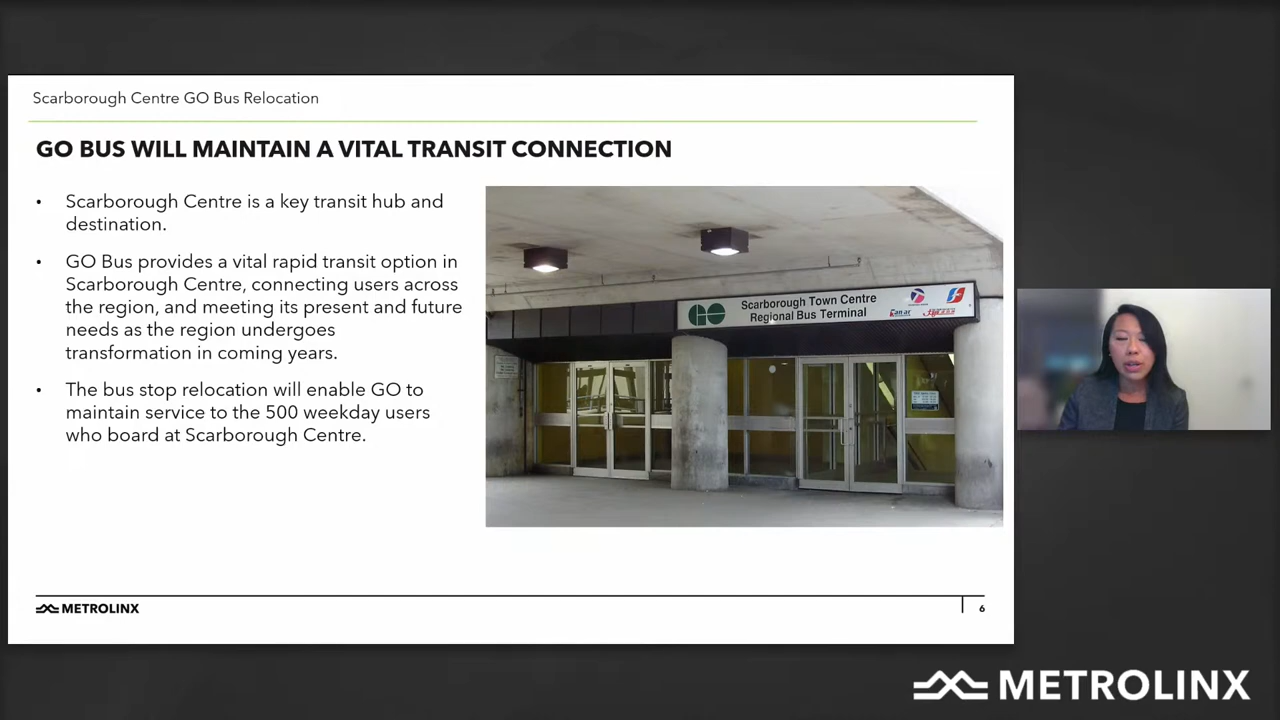 Scarborough Centre GO Bus Relocation
GO BUS WILL MAINTAIN A VITAL TRANSIT CONNECTION
• Scarborough Centre is a key transit hub and
destination.
• GO Bus provides a vital rapid transit option in
Scarborough Centre, connecting users across
the region, and meeting its present and future
needs as the region undergoes
transformation in coming years.
• The bus stop relocation will enable GO to
maintain service to the 500 weekday users
who board at Scarborough Centre.
GO
Scarborough Town Centre
Regional Bus Terminal
METROLINX
6
METROLINX